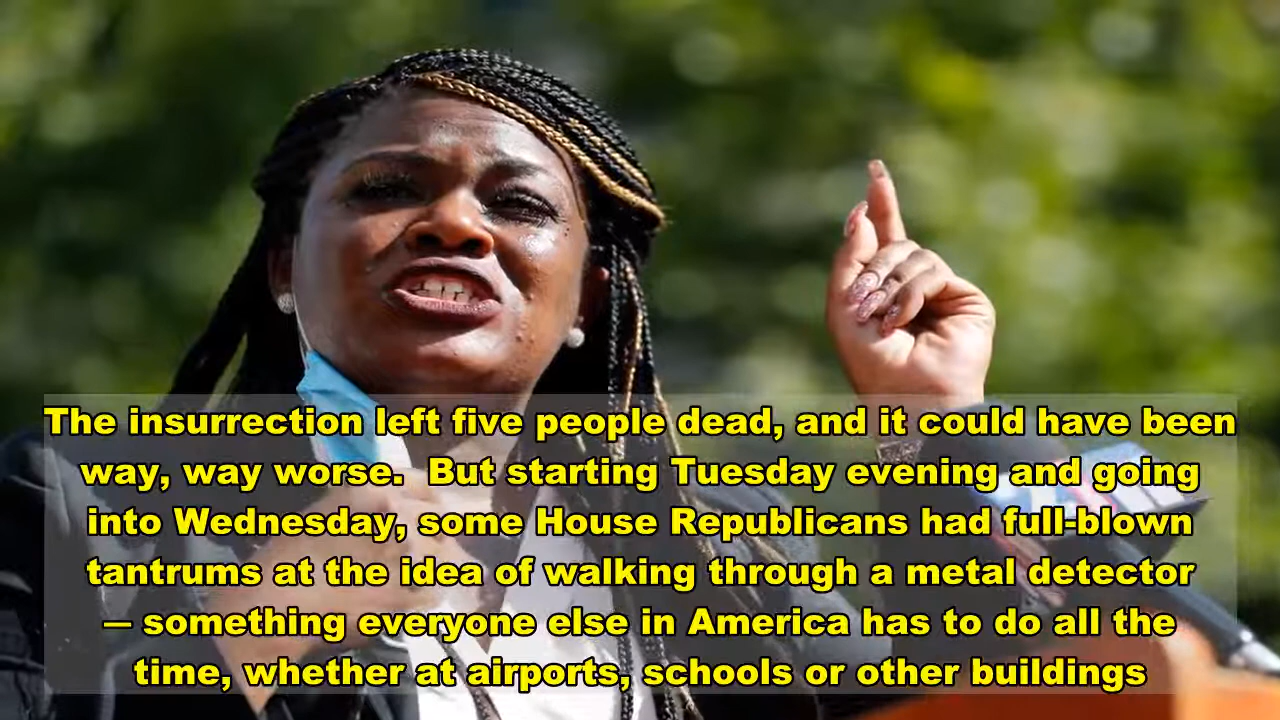 The insurrection left five people dead, and it could have been
way, way worse.  But starting Tuesday evening and going
into Wednesday, some House Republicans had full-blown
tantrums at the idea of walking through a metal detector
— something everyone else in America has to do all the
time, whether at airports, schools or other buildings